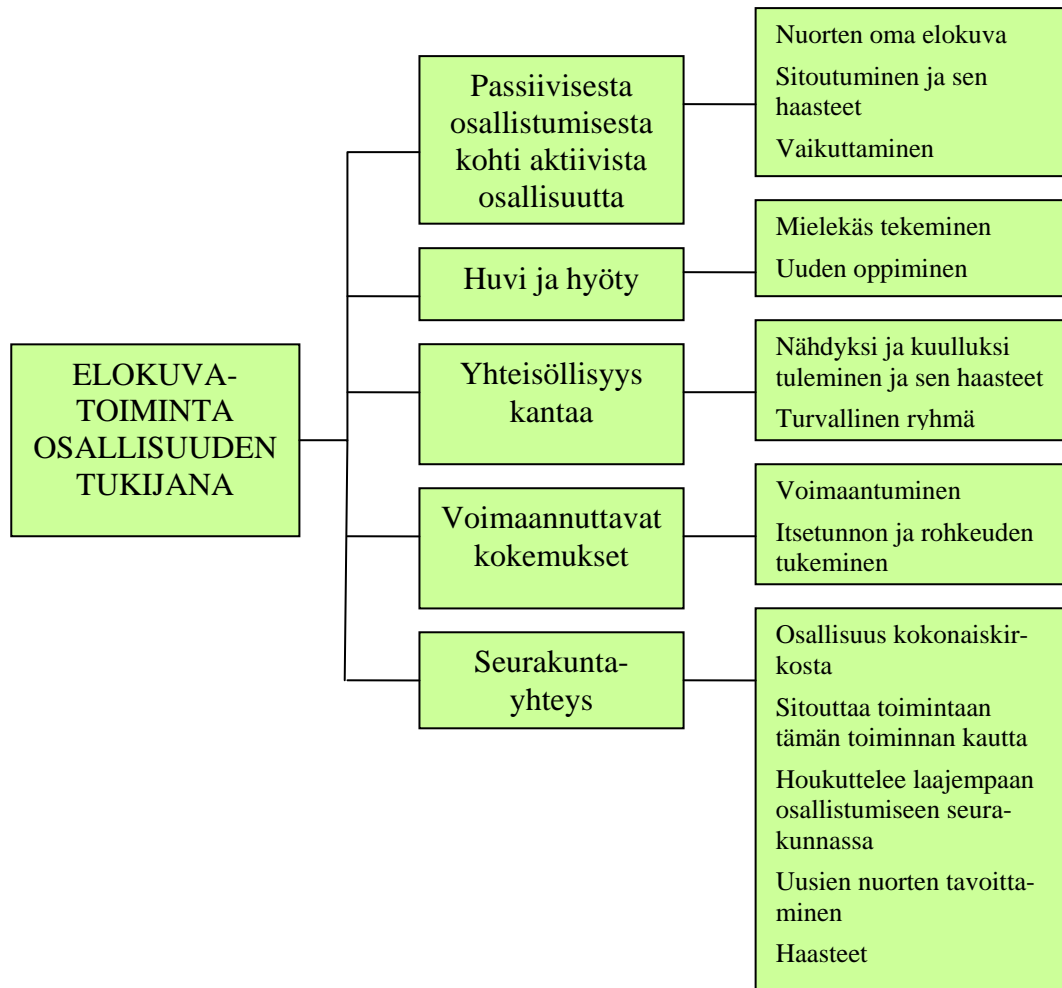 ELOKUVA-
TOIMINTA
OSALLISUUDEN
TUKIJANA
Passiivisesta
osallistumisesta
kohti aktiivista
osallisuutta
Nuorten oma elokuva
Sitoutuminen ja sen
haasteet
Vaikuttaminen
Huvi ja hyöty
Mielekäs tekeminen
Uuden oppiminen
Yhteisöllisyys
kantaa
Nähdyksi ja kuulluksi
tuleminen ja sen haasteet
Turvallinen ryhmä
Voimaannuttavat
kokemukset
Voimaantuminen
Itsetunnon ja rohkeuden
tukeminen
Seurakunta-
yhteys
Osallisuus kokonaiskir-
kosta
Sitouttaa toimintaan
tämän toiminnan kautta
Houkuttelee laajempaan
osallistumiseen seura-
kunnassa
Uusien nuorten tavoitta-
minen
Haasteet